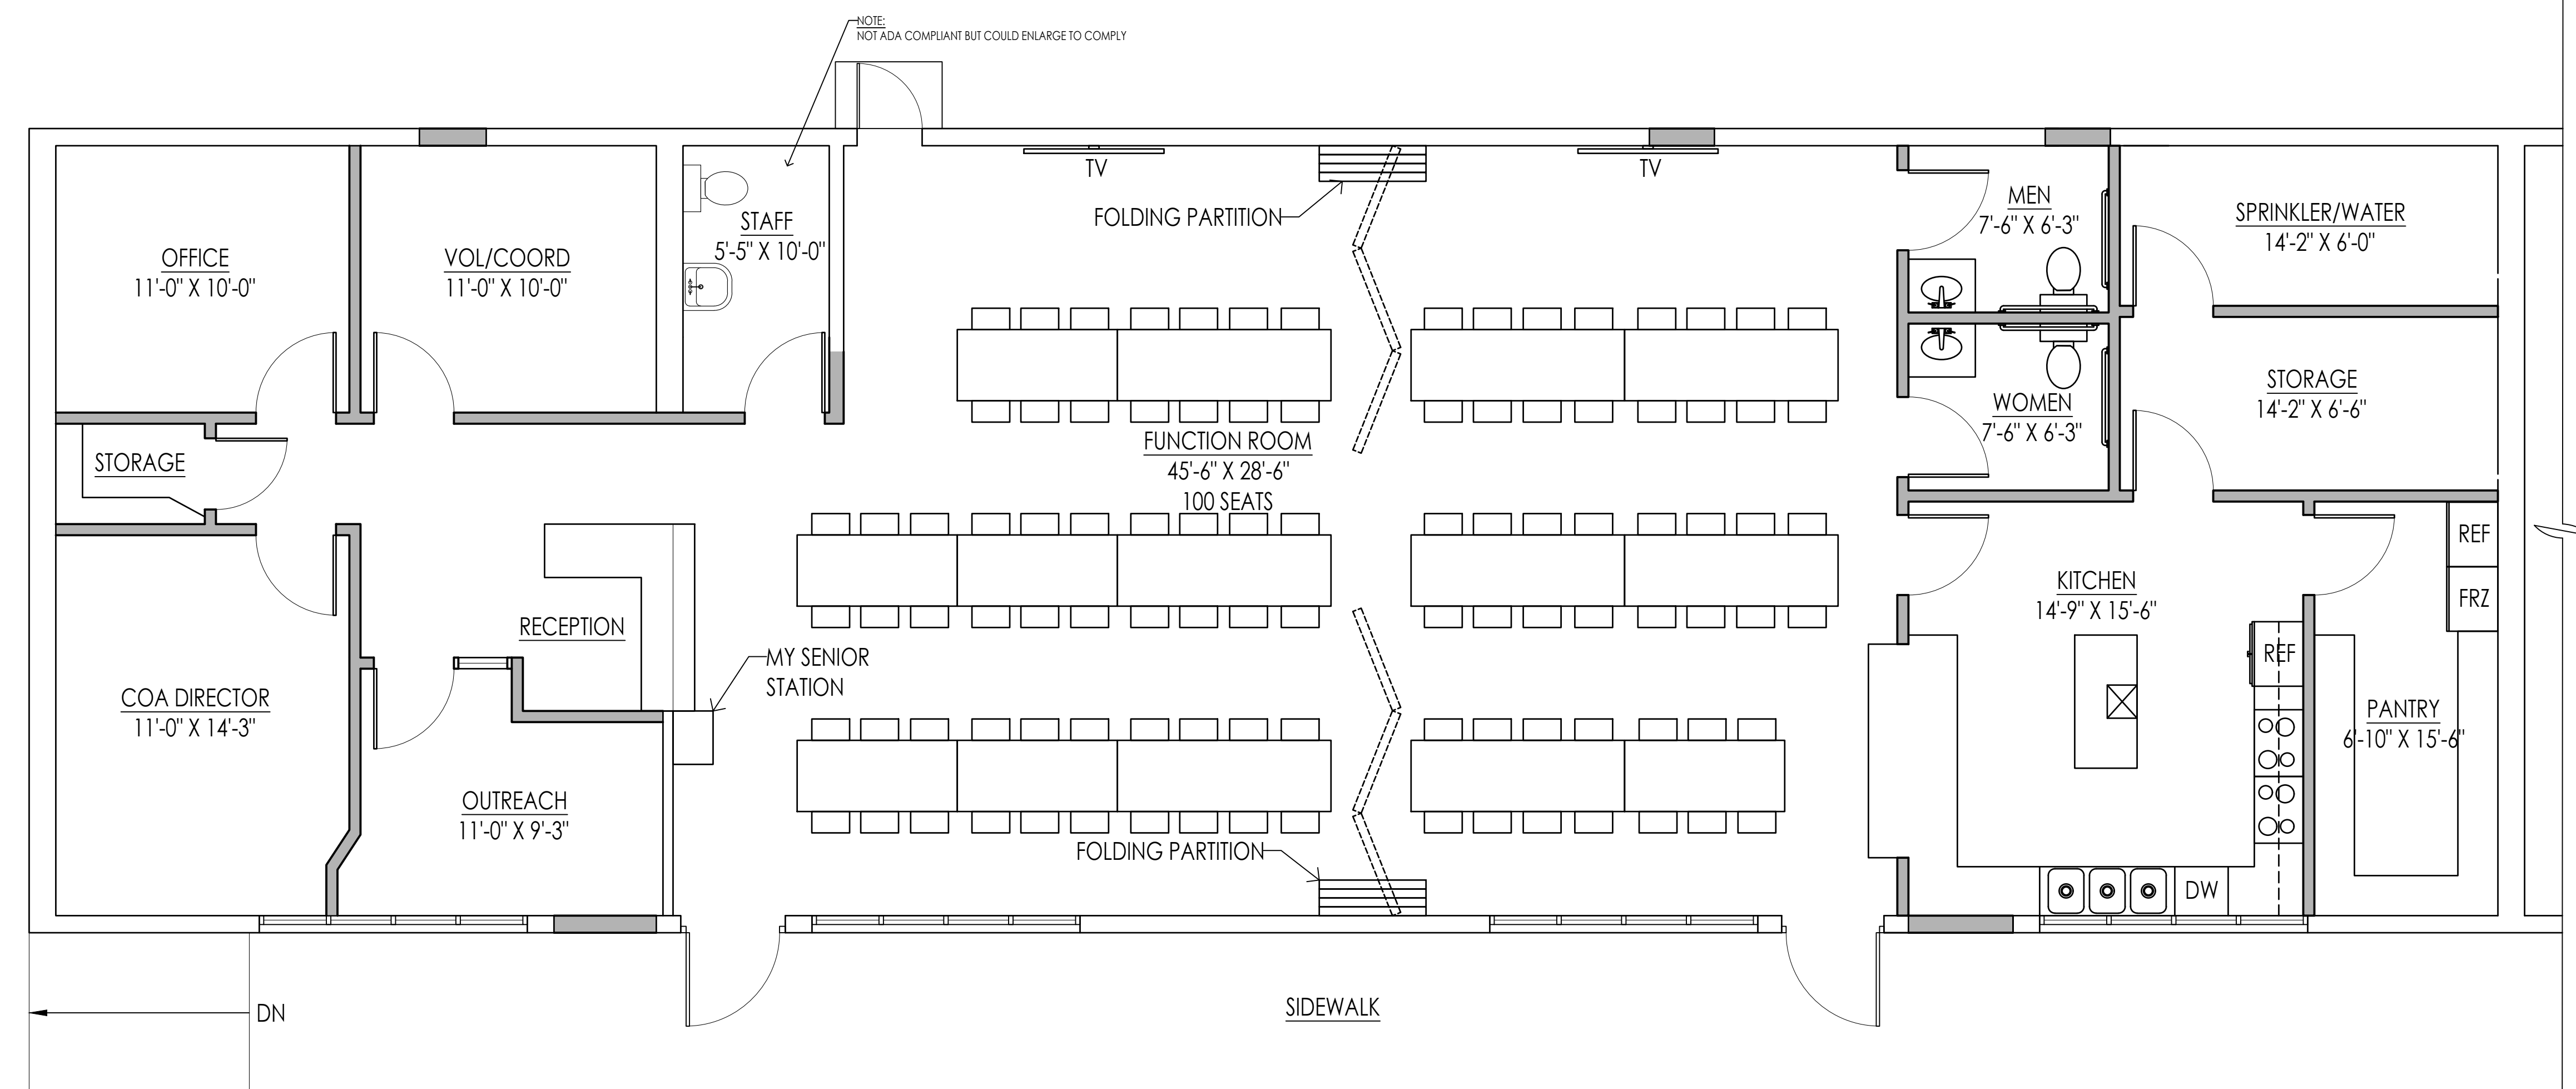 NOTE:
NOT ADA COMPLIANT BUT COULD ENLARGE TO COMPLY
TV
TV
FOLDING PARTITION
OFFICE
11'-0" X 10'-0"
VOL/COORD
11'-0" X 10'-0"
STAFF
5'-5" X 10'-0"
MEN
7'-6" X 6'-3"
SPRINKLER/WATER
14'-2" X 6'-0"
STORAGE
14'-2" X 6'-6"
WOMEN
7'-6" X 6'-3"
STORAGE
FUNCTION ROOM
45'-6" X 28'-6"
100 SEATS
REF
FRZ
KITCHEN
14'-9" X 15'-6"
RECEPTION
REF
MY SENIOR
STATION
COA DIRECTOR
11'-0" X 14'-3"
PANTRY
6'-10" X 15'-6"
OUTREACH
11'-0" X 9'-3"
FOLDING PARTITION
DW
SIDEWALK
DN